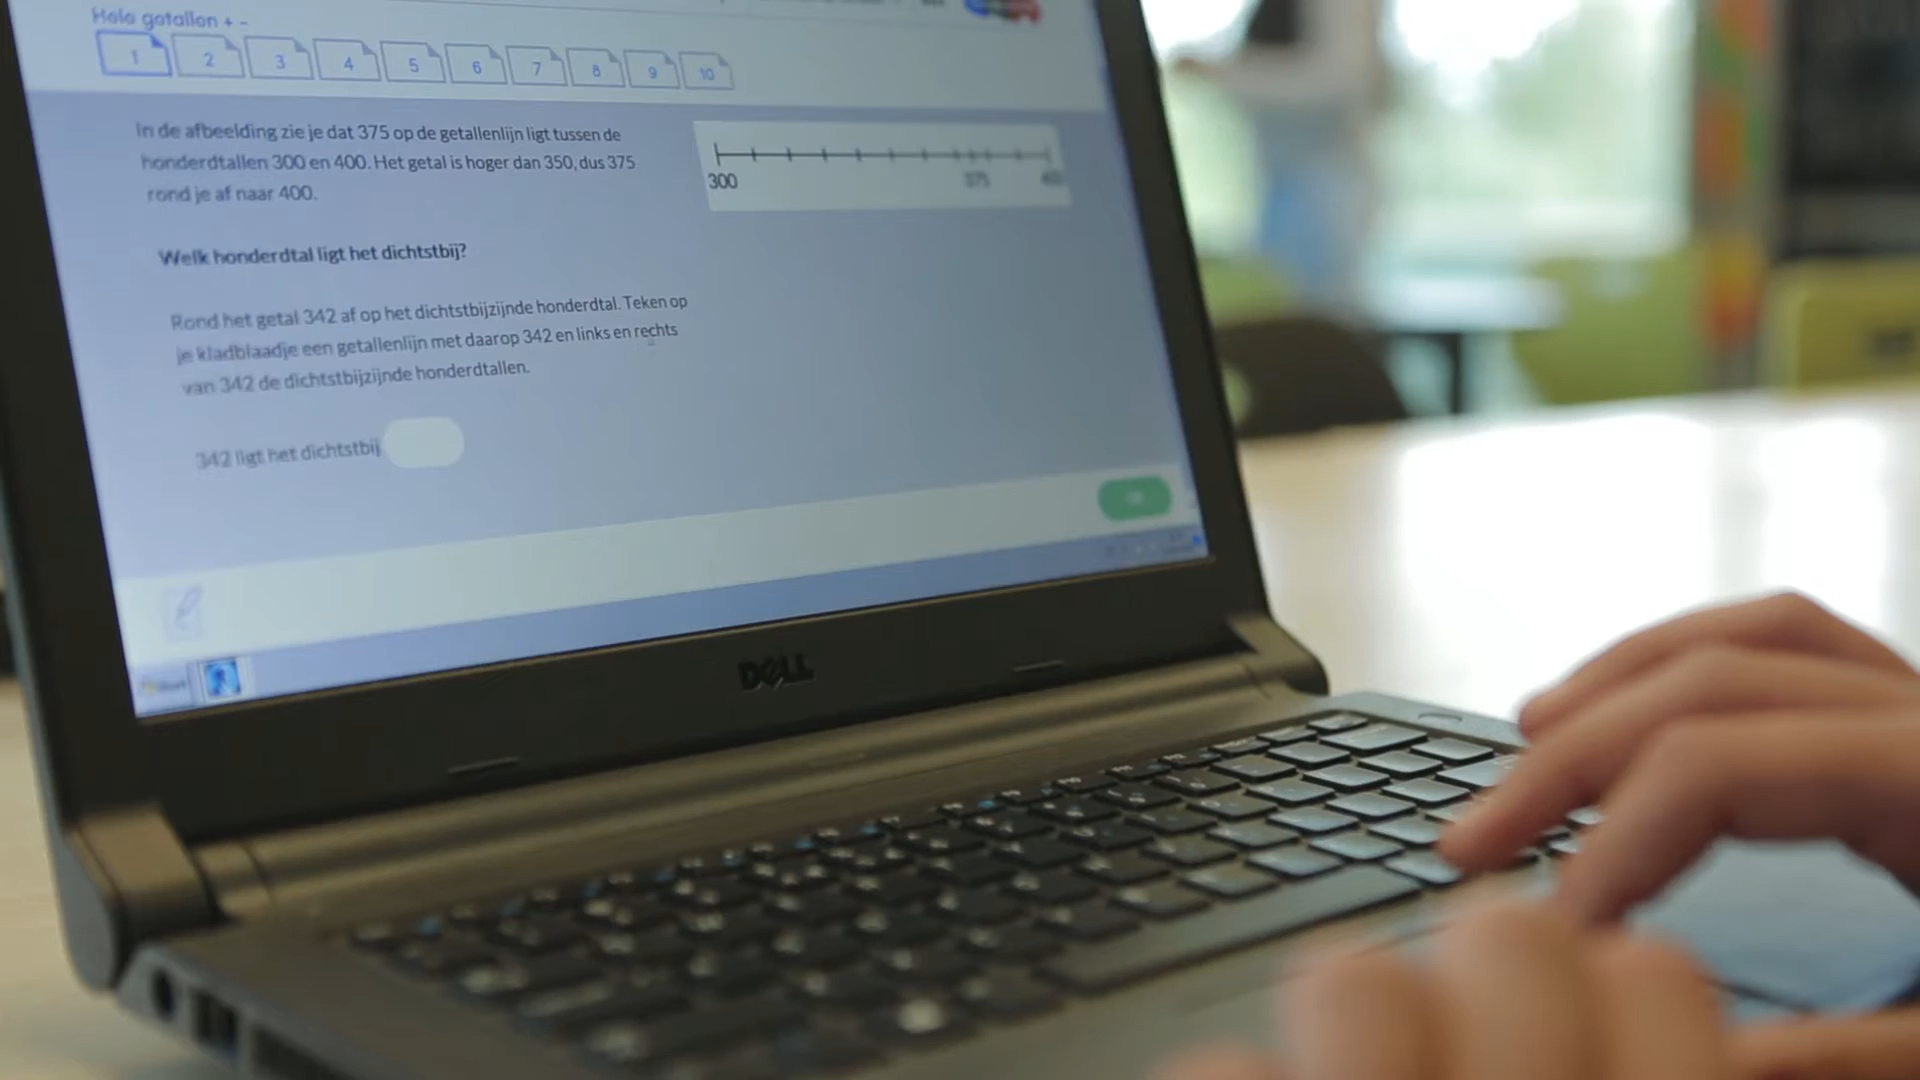 Hele getallen + -
1 2 3 4 5 6 7 8 9 10
In de afbeelding zie je dat 375 op de getallenlijn ligt tussen de
honderdtallen 300 en 400. Het getal is hoger dan 350, dus 375
rond je af naar 400.
300 375 400
Welk honderdtal ligt het dichtstbij?
Rond het getal 342 af op het dichtstbijzijnde honderdtal. Teken op
je kladblaadje een getallenlijn met daarop 342 en links en rechts
van 342 de dichtstbijzijnde honderdtallen.
342 ligt het dichtstbij
Start
DELL